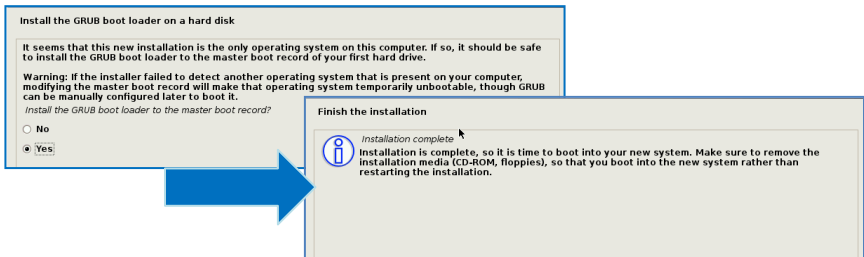 Install the GRUB boot loader on a hard disk
It seems that this new installation is the only operating system on this computer. If so, it should be safe
to install the GRUB boot loader to the master boot record of your first hard drive.
Warning: If the installer failed to detect another operating system that is present on your computer,
modifying the master boot record will make that operating system temporarily unbootable, though GRUB
can be manually configured later to boot it.
Install the GRUB boot loader to the master boot record?
No
Yes
Finish the installation
Installation complete
Installation is complete, so it is time to boot into your new system. Make sure to remove the
installation media (CD-ROM, floppies), so that you boot into the new system rather than
restarting the installation.